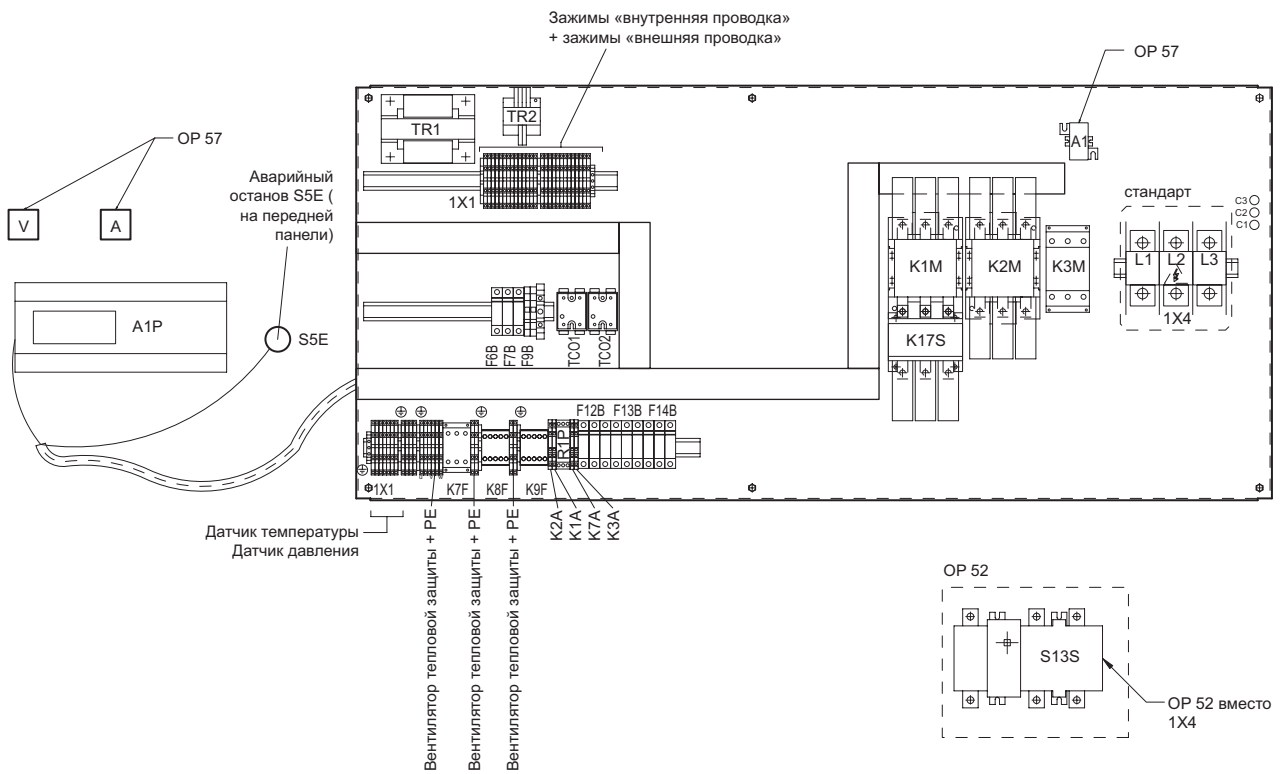 Зажимы «внутренняя проводка»
+ зажимы «внешняя проводка»
OP 57
OP 57
TR1
TR2
A1
Аварийный
останов S5E (
на передней
панели)
V
A
1X1
стандарт
C3
C2
C1
K1M
K2M
K3M
L1
L2
L3
1X4
A1P
S5E
K17S
F6B
F7B
F9B
TCO1
TCO2
F12B
F13B
F14B
R1P
1X1
K7F
K8F
K9F
K2A
K1A
K7A
K3A
Датчик температуры
Датчик давления
Вентилятор тепловой защиты + PE
Вентилятор тепловой защиты + PE
Вентилятор тепловой защиты + PE
OP 52
S13S
OP 52 вместо
1X4